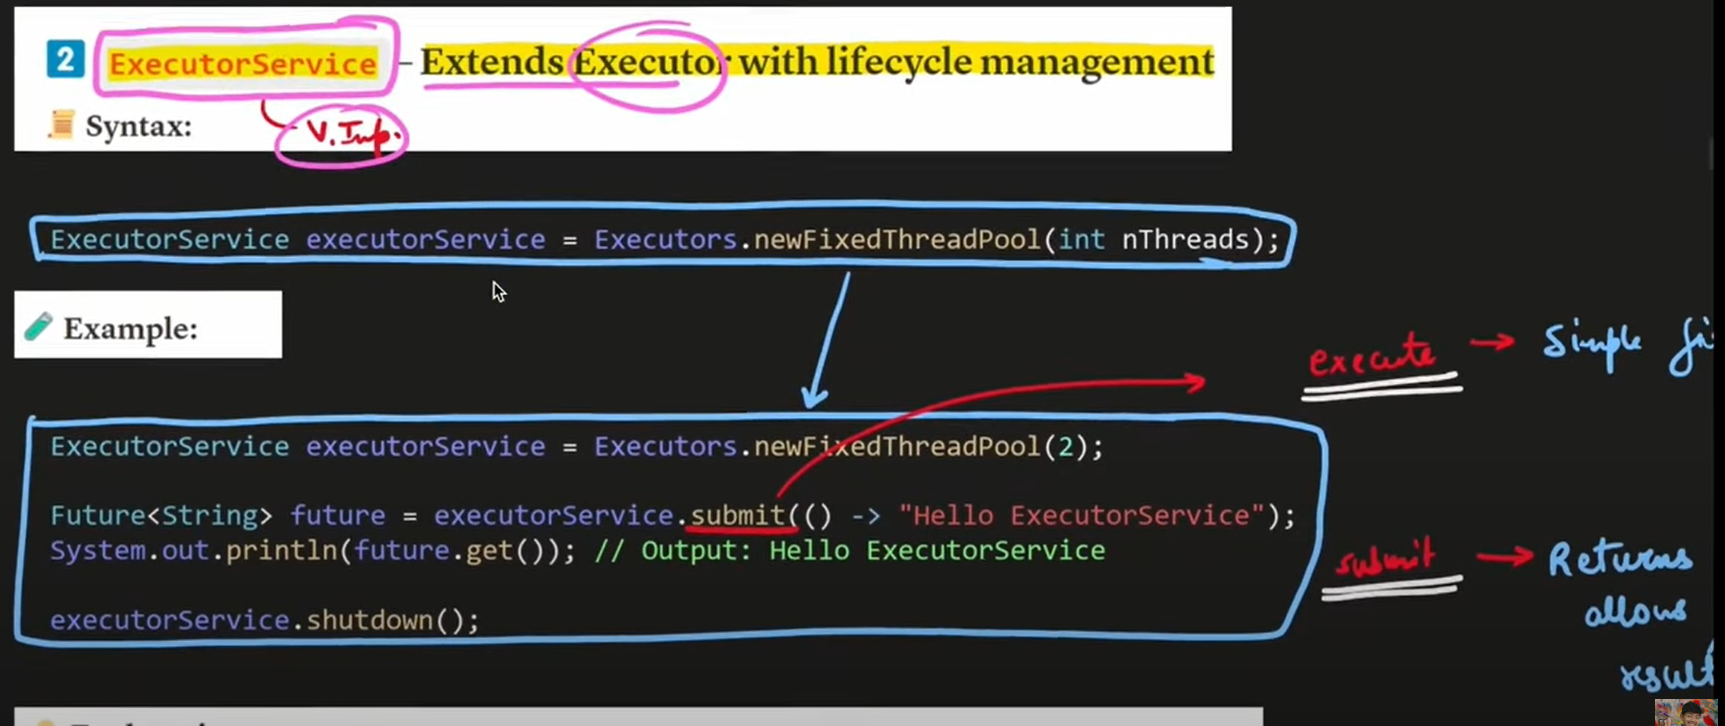 2 ExecutorService – Extends Executor with lifecycle management
Syntax:
V. Imp.
ExecutorService executorService = Executors.newFixedThreadPool(int nThreads);
Example:
execute → Simple
ExecutorService executorService = Executors.newFixedThreadPool(2);
Future<String> future = executorService.submit(() -> "Hello ExecutorService");
System.out.println(future.get()); // Output: Hello ExecutorService
submit → Returns
allows
executorService.shutdown();
result